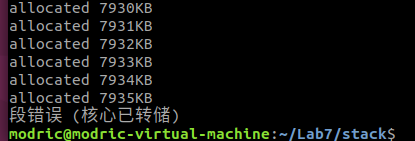 allocated 7930KB
allocated 7931KB
allocated 7932KB
allocated 7933KB
allocated 7934KB
allocated 7935KB
段错误 (核心已转储)
modric@modric-virtual-machine:~/Lab7/stack$